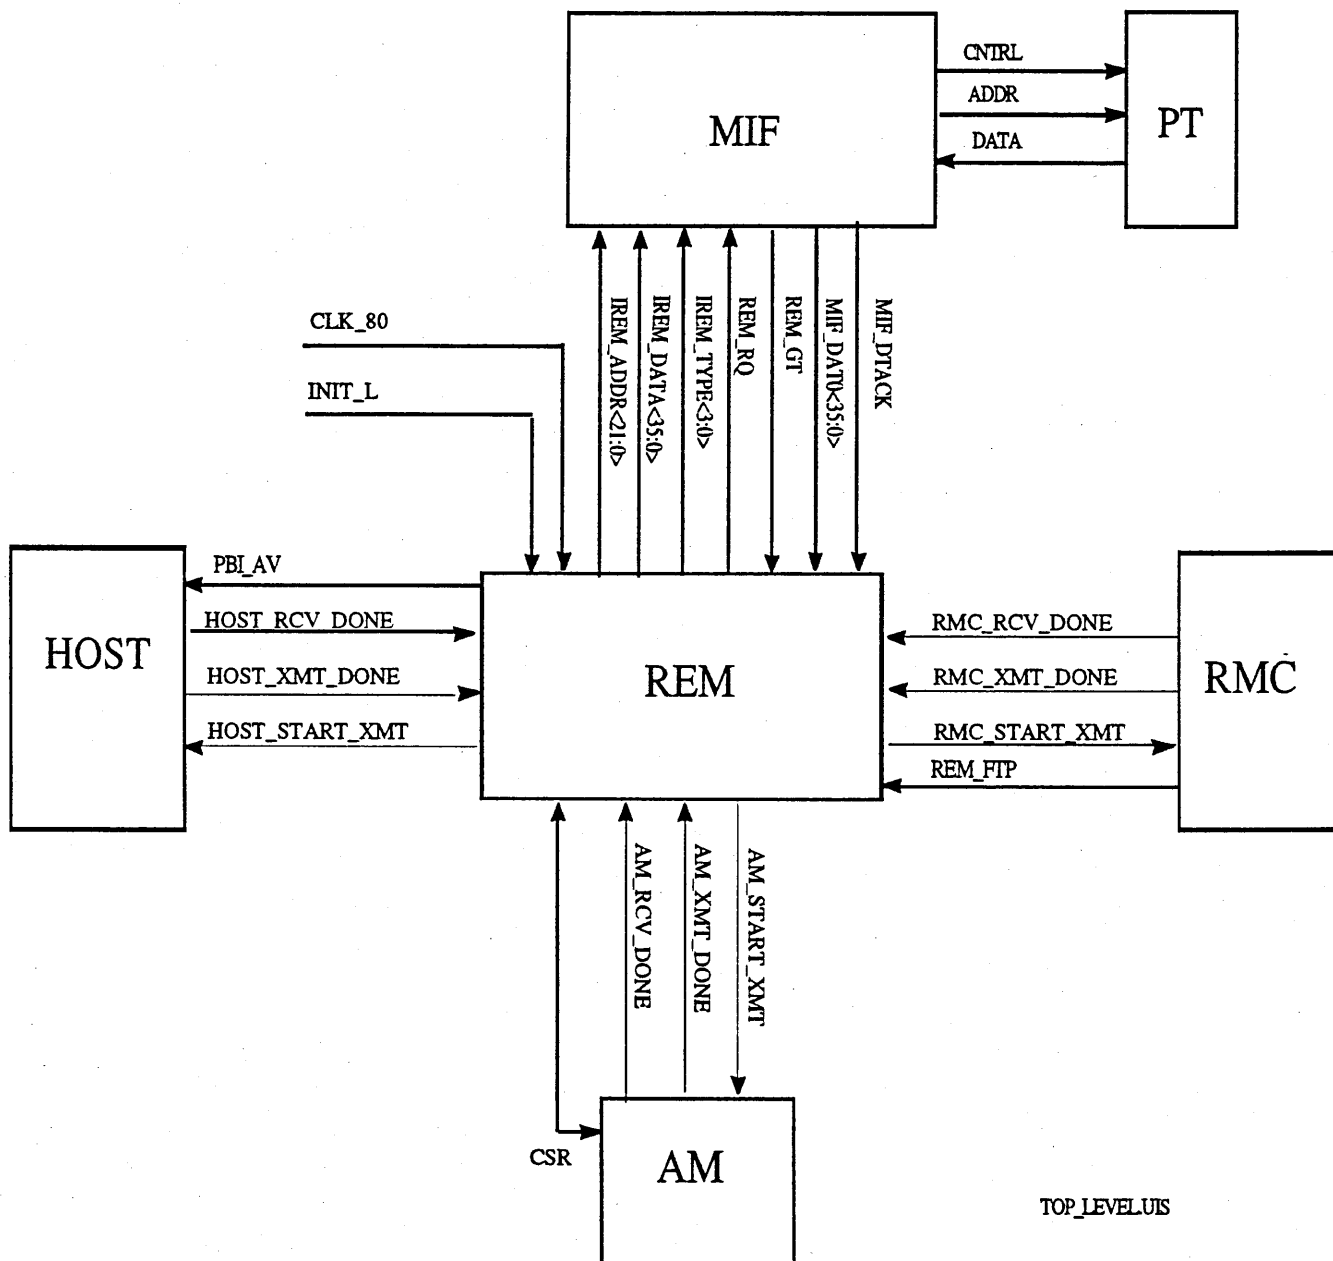 CNTRL
ADDR
MIF
PT
DATA
CLK_80
INIT_L
IREM_ADDR<21:0>
IREM_DATA<35:0>
IREM_TYPE<3:0>
REM_RQ
REM_GT
MIF_DAT0<35:0>
MIF_DTACK
PBI_AV
HOST_RCV_DONE
HOST
HOST_XMT_DONE
HOST_START_XMT
REM
RMC_RCV_DONE
RMC_XMT_DONE
RMC
RMC_START_XMT
REM_FTP
AM_RCV_DONE
AM_XMT_DONE
AM_START_XMT
CSR
AM
TOP_LEVEL.UIS